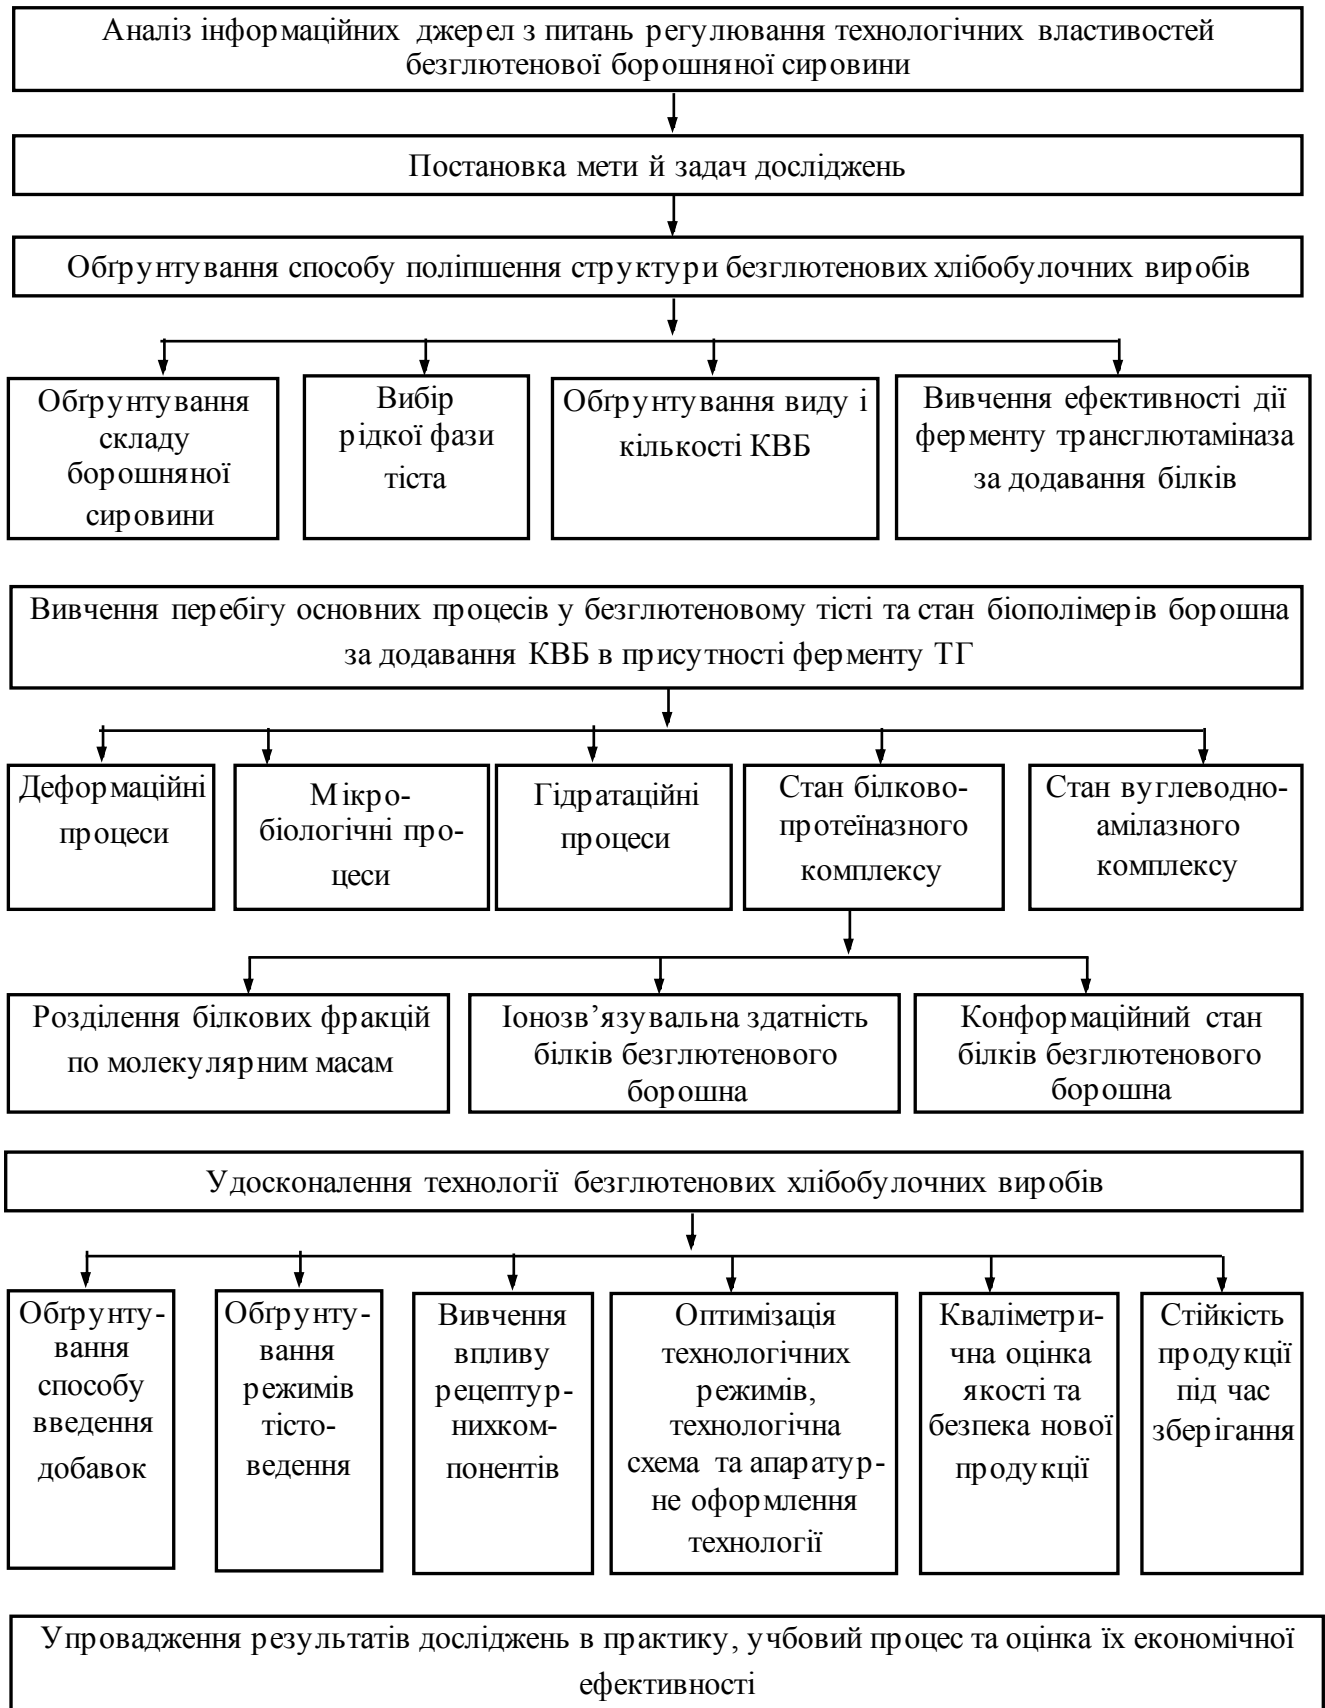 Аналіз інформаційних джерел з питань регулювання технологічних властивостей
безглютенової борошняної сировини
Постановка мети й задач досліджень
Обґрунтування способу поліпшення структури безглютенових хлібобулочних виробів
Обґрунтування
складу
борошняної
сировини
Вибір
рідкої фази
тіста
Обґрунтування виду і
кількості КВБ
Вивчення ефективності дії
ферменту трансглютаміназа
за додавання білків
Вивчення перебігу основних процесів у безглютеновому тісті та стан біополімерів борошна
за додавання КВБ в присутності ферменту ТГ
Деформаційні
процеси
Мікро-
біологічні про-
цеси
Гідратаційні
процеси
Стан білково-
протеїназного
комплексу
Стан вуглеводно-
амілазного
комплексу
Розділення білкових фракцій
по молекулярним масам
Іонозв’язувальна здатність
білків безглютенового
борошна
Конформаційний стан
білків безглютенового
борошна
Удосконалення технології безглютенових хлібобулочних виробів
Обґрунту-
вання
способу
введення
добавок
Обґрунту-
вання
режимів
тісто-
ведення
Вивчення
впливу
рецептур-
нихком-
понентів
Оптимізація
технологічних
режимів,
технологічна
схема та апаратур-
не оформлення
технології
Кваліметри-
чна оцінка
якості та
безпека нової
продукції
Стійкість
продукції
під час
зберігання
Упровадження результатів досліджень в практику, учбовий процес та оцінка їх економічної
ефективності